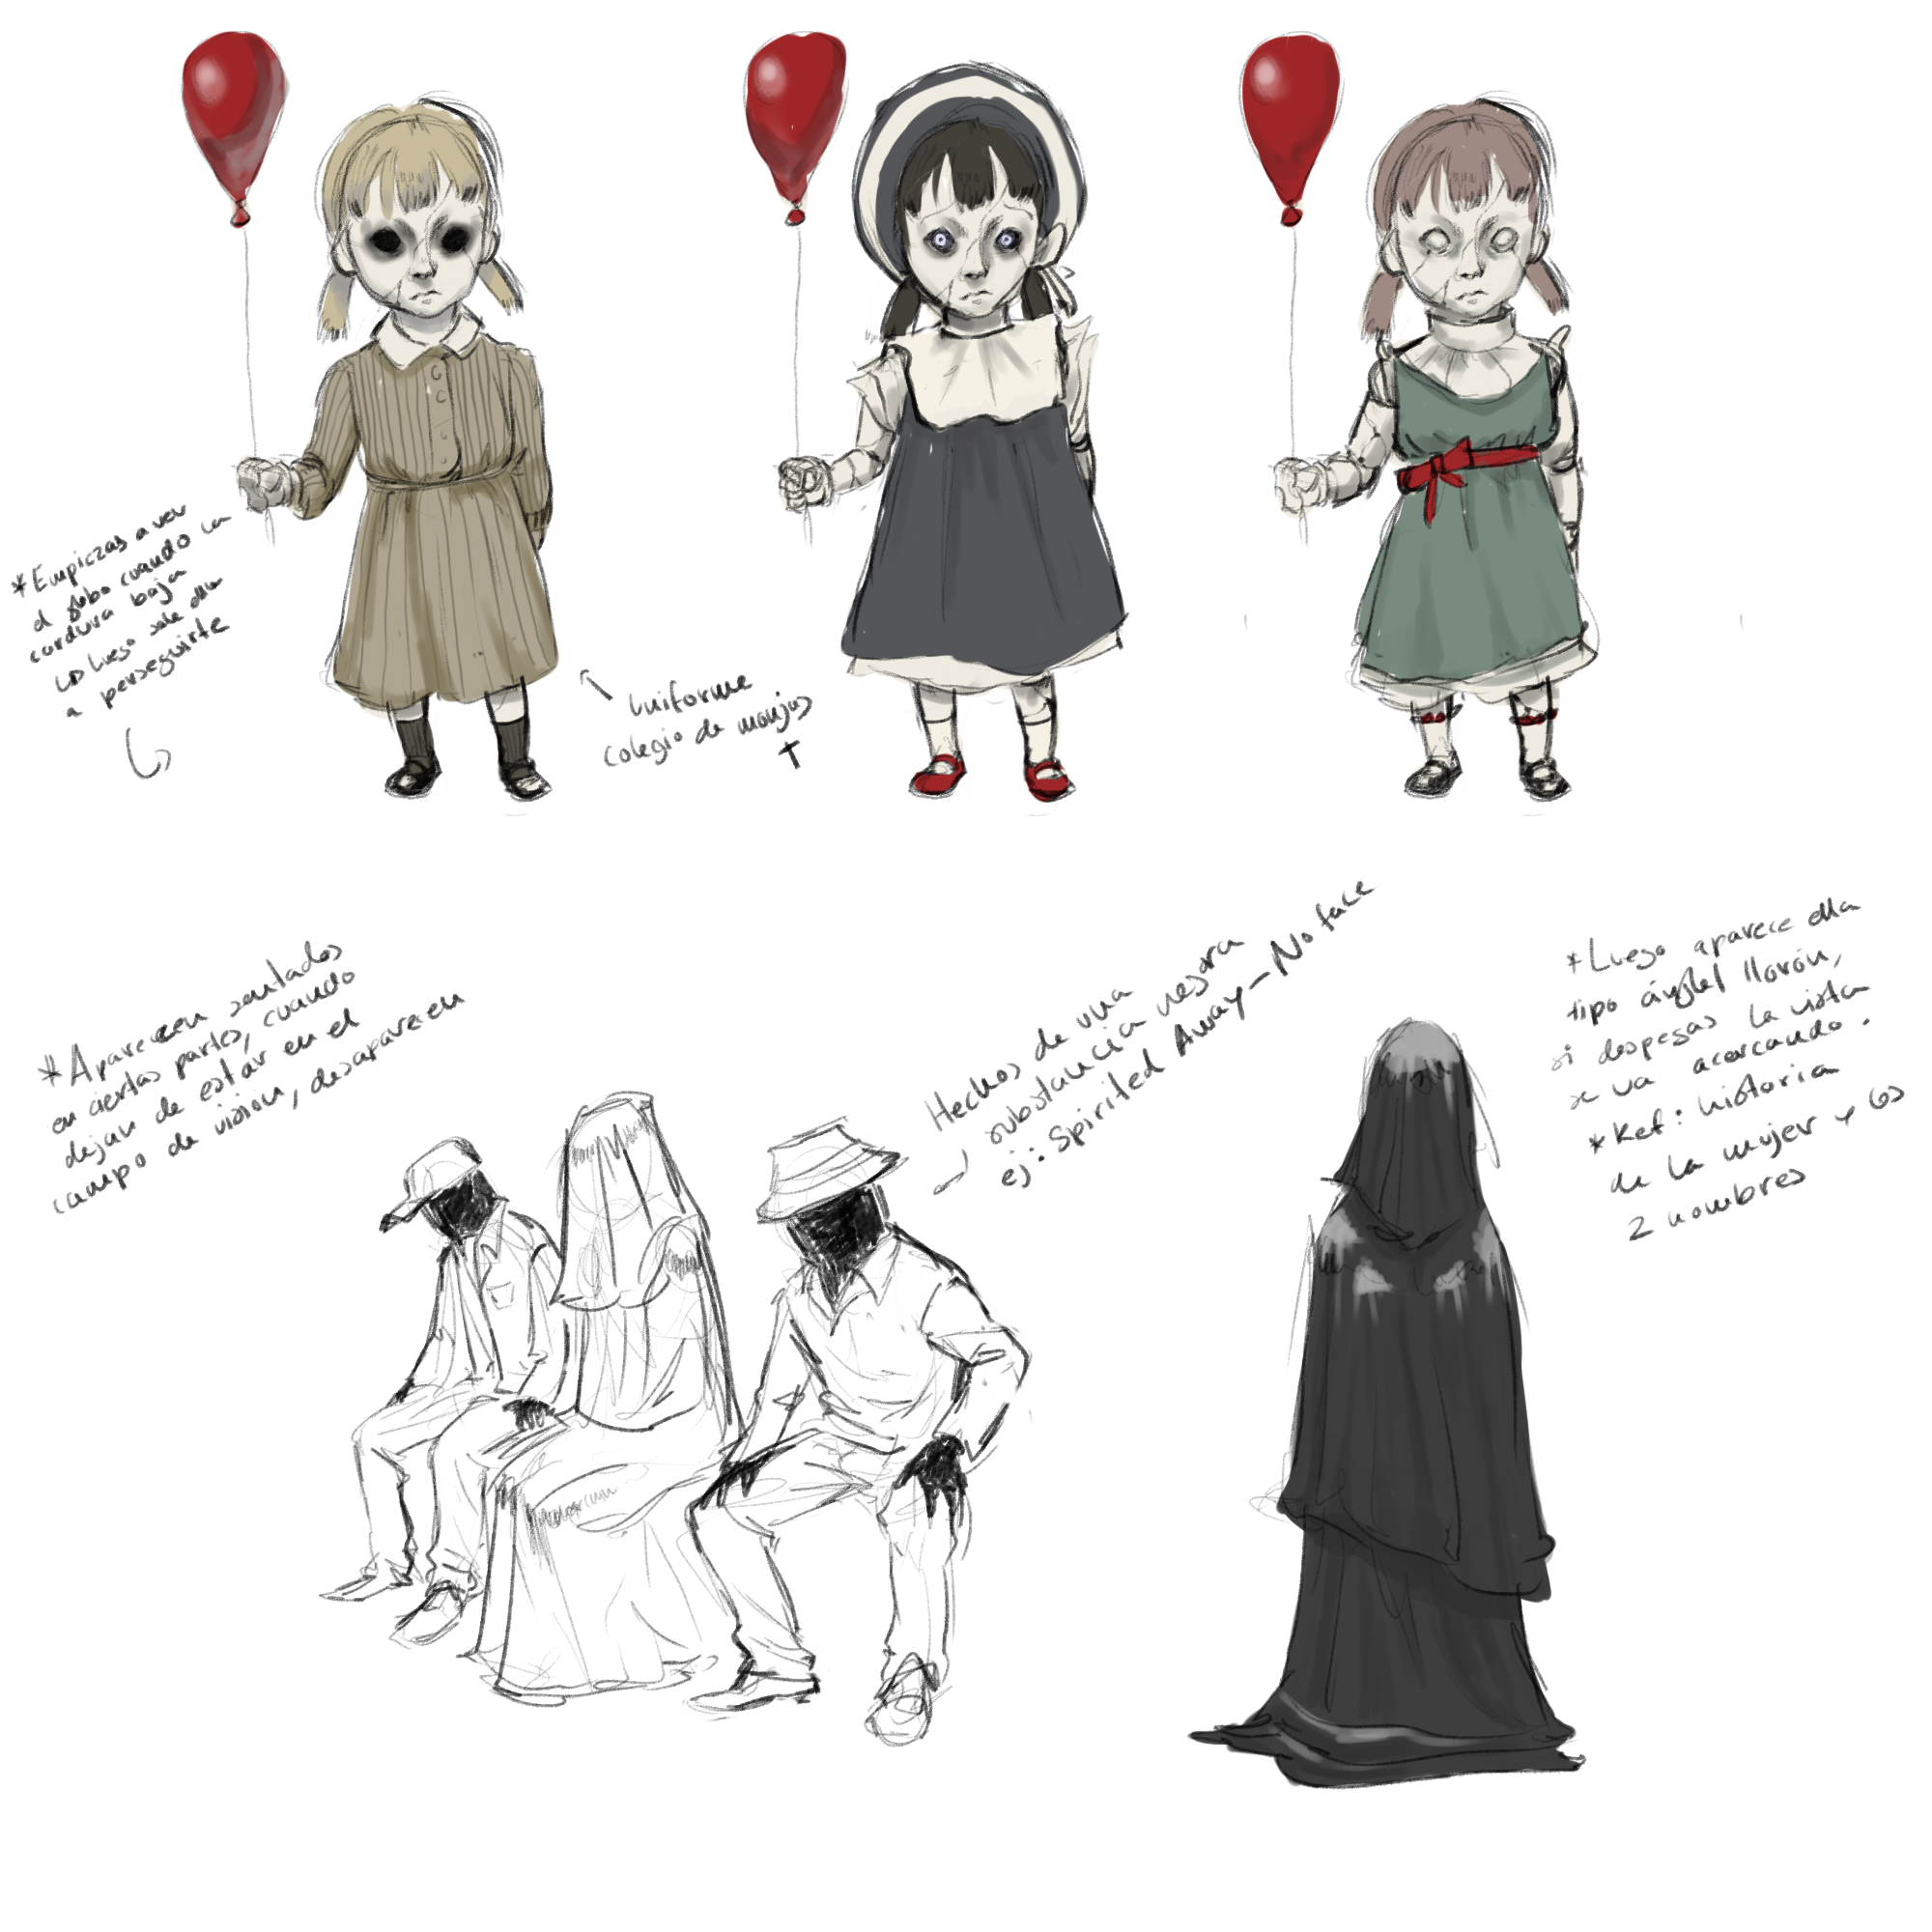 *Empiezas a ver
el globo cuando la
cordura baja
↳ luego sale ella
a perseguirte
Uniforme
colegio de monjas
*Aparecen sentados
en ciertas partes, cuando
dejan de estar en el
campo de visión, desaparecen
Hechos de una
substancia negra
ej: Spirited Away-No face
*Luego aparece ella
tipo ángel llorón,
si despegas la vista
se va acercando.
*Ref: historia
de la mujer y los
2 hombres